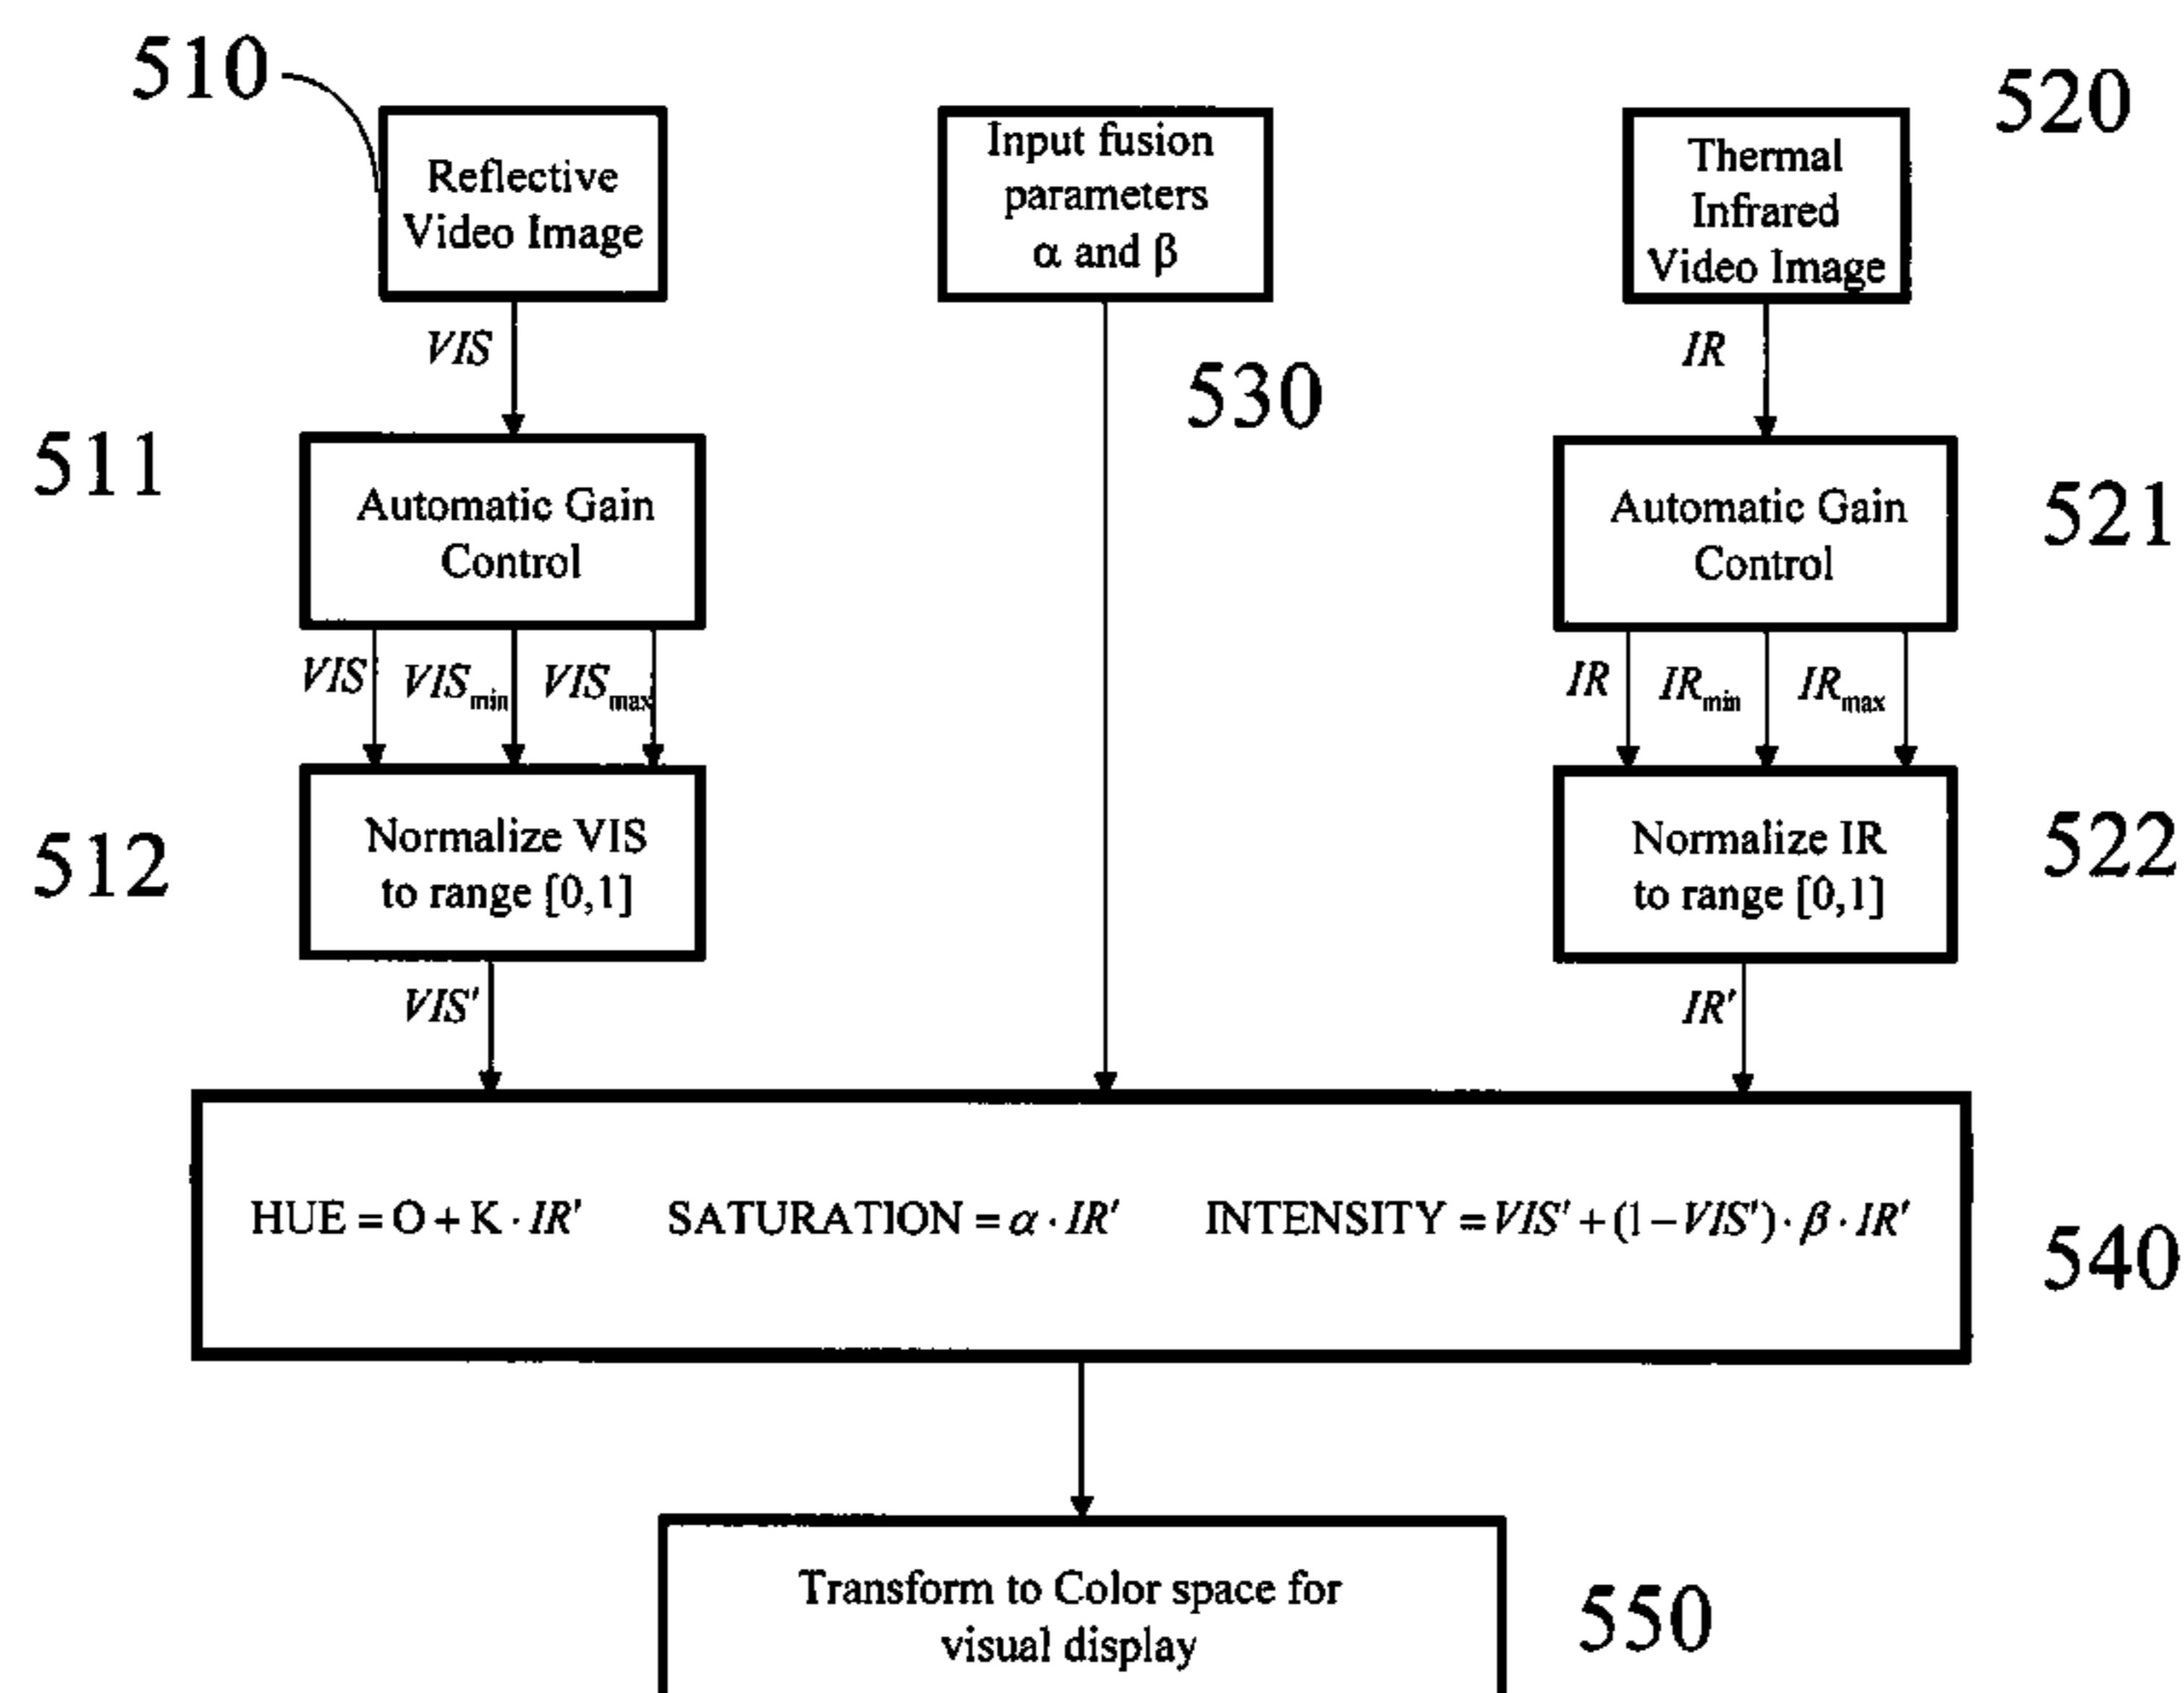 510
Reflective
Video Image
Input fusion
parameters
α and β
Thermal
Infrared
Video Image
520
VIS
530
IR
511
Automatic Gain
Control
Automatic Gain
Control
521
VIS VISmin VISmax
IR IRmin IRmax
512
Normalize VIS
to range [0,1]
Normalize IR
to range [0,1]
522
VIS'
IR'
HUE = O + K · IR' SATURATION = α · IR' INTENSITY = VIS' + (1 − VIS') · β · IR'
540
Transform to Color space for
visual display
550